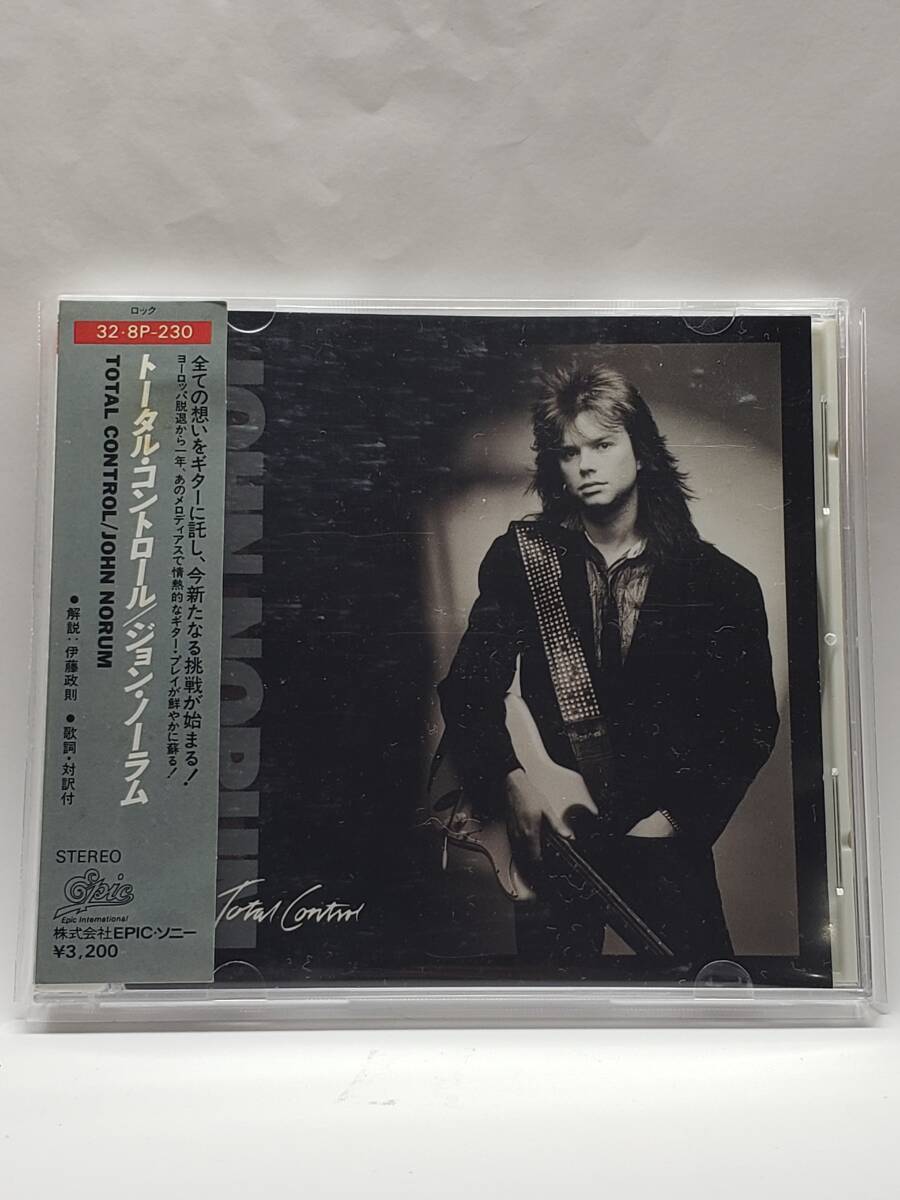 ロック
32・8P-230
全ての想いをギターに託し、今新たなる挑戦が始まる!
ヨーロッパ脱退から一年、あのメロディアスで情熱的なギター・プレイが鮮やかに蘇る!
トータル・コントロール/ジョン・ノーラム
TOTAL CONTROL/JOHN NORUM
●解説:伊藤政則 ●歌詞・対訳付
STEREO
Epic
Epic International
株式会社EPIC・ソニー
¥3,200
JOHN NORUM
Total Control